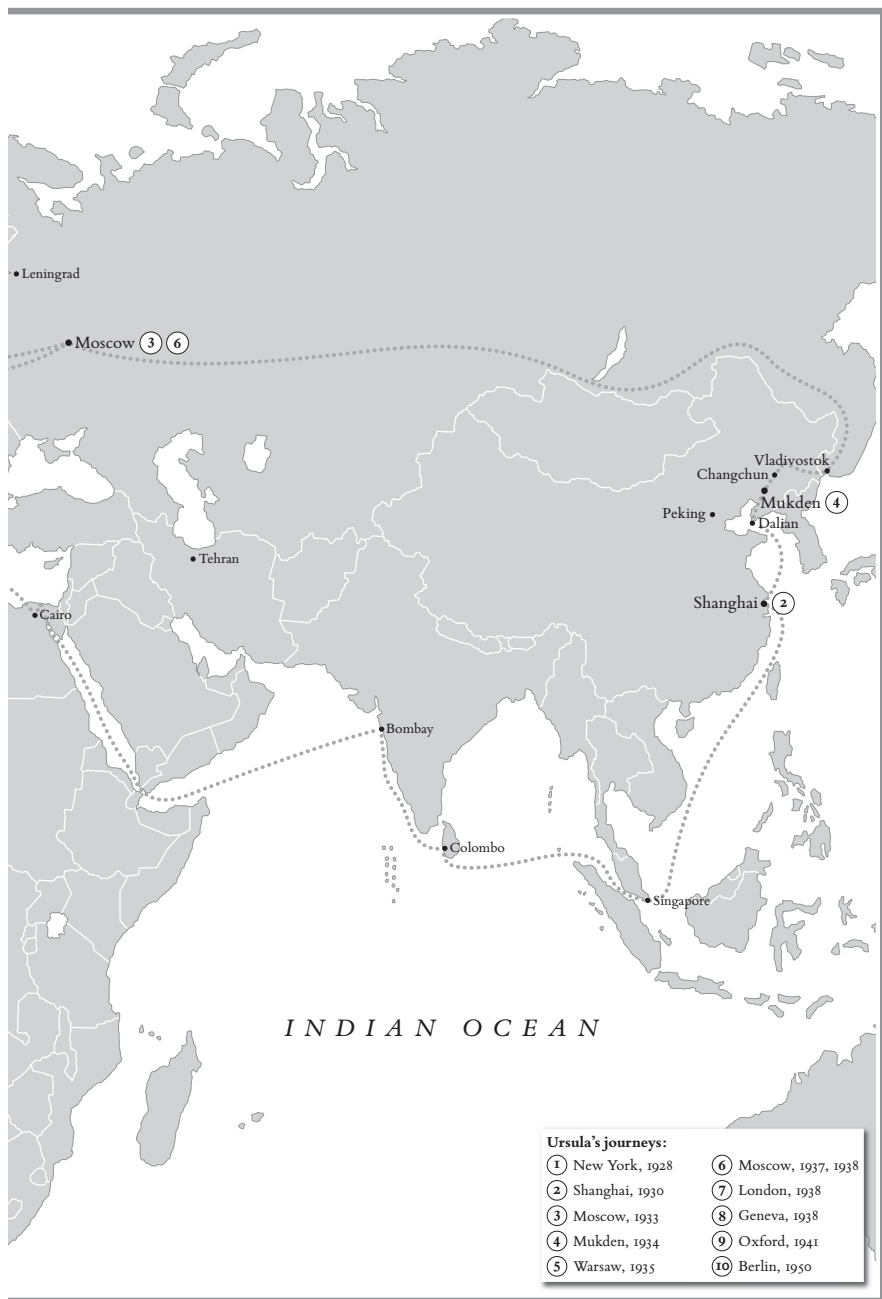 Leningrad
Moscow 3 6
Vladivostok
Changchun
Mukden 4
Peking
Dalian
Tehran
Shanghai 2
Cairo
Bombay
Colombo
Singapore
INDIAN OCEAN
Ursula's journeys:
1 New York, 1928
2 Shanghai, 1930
3 Moscow, 1933
4 Mukden, 1934
5 Warsaw, 1935
6 Moscow, 1937, 1938
7 London, 1938
8 Geneva, 1938
9 Oxford, 1941
10 Berlin, 1950